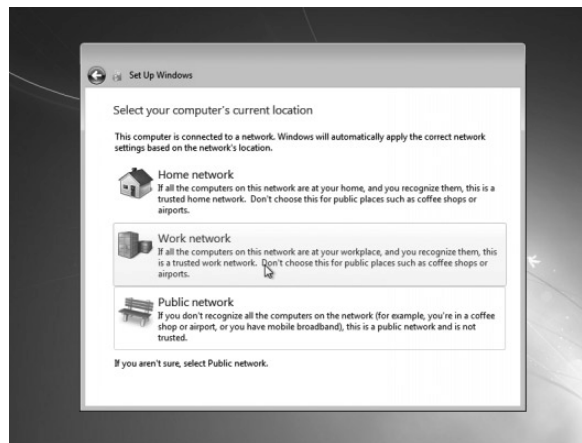 Set Up Windows
Select your computer's current location
This computer is connected to a network. Windows will automatically apply the correct network
settings based on the network's location.
Home network
If all the computers on this network are at your home, and you recognize them, this is a
trusted home network. Don't choose this for public places such as coffee shops or
airports.
Work network
If all the computers on this network are at your workplace, and you recognize them, this
is a trusted work network. Don't choose this for public places such as coffee shops or
airports.
Public network
If you don't recognize all the computers on the network (for example, you're in a coffee
shop or airport, or you have mobile broadband), this is a public network and is not
trusted.
If you aren't sure, select Public network.